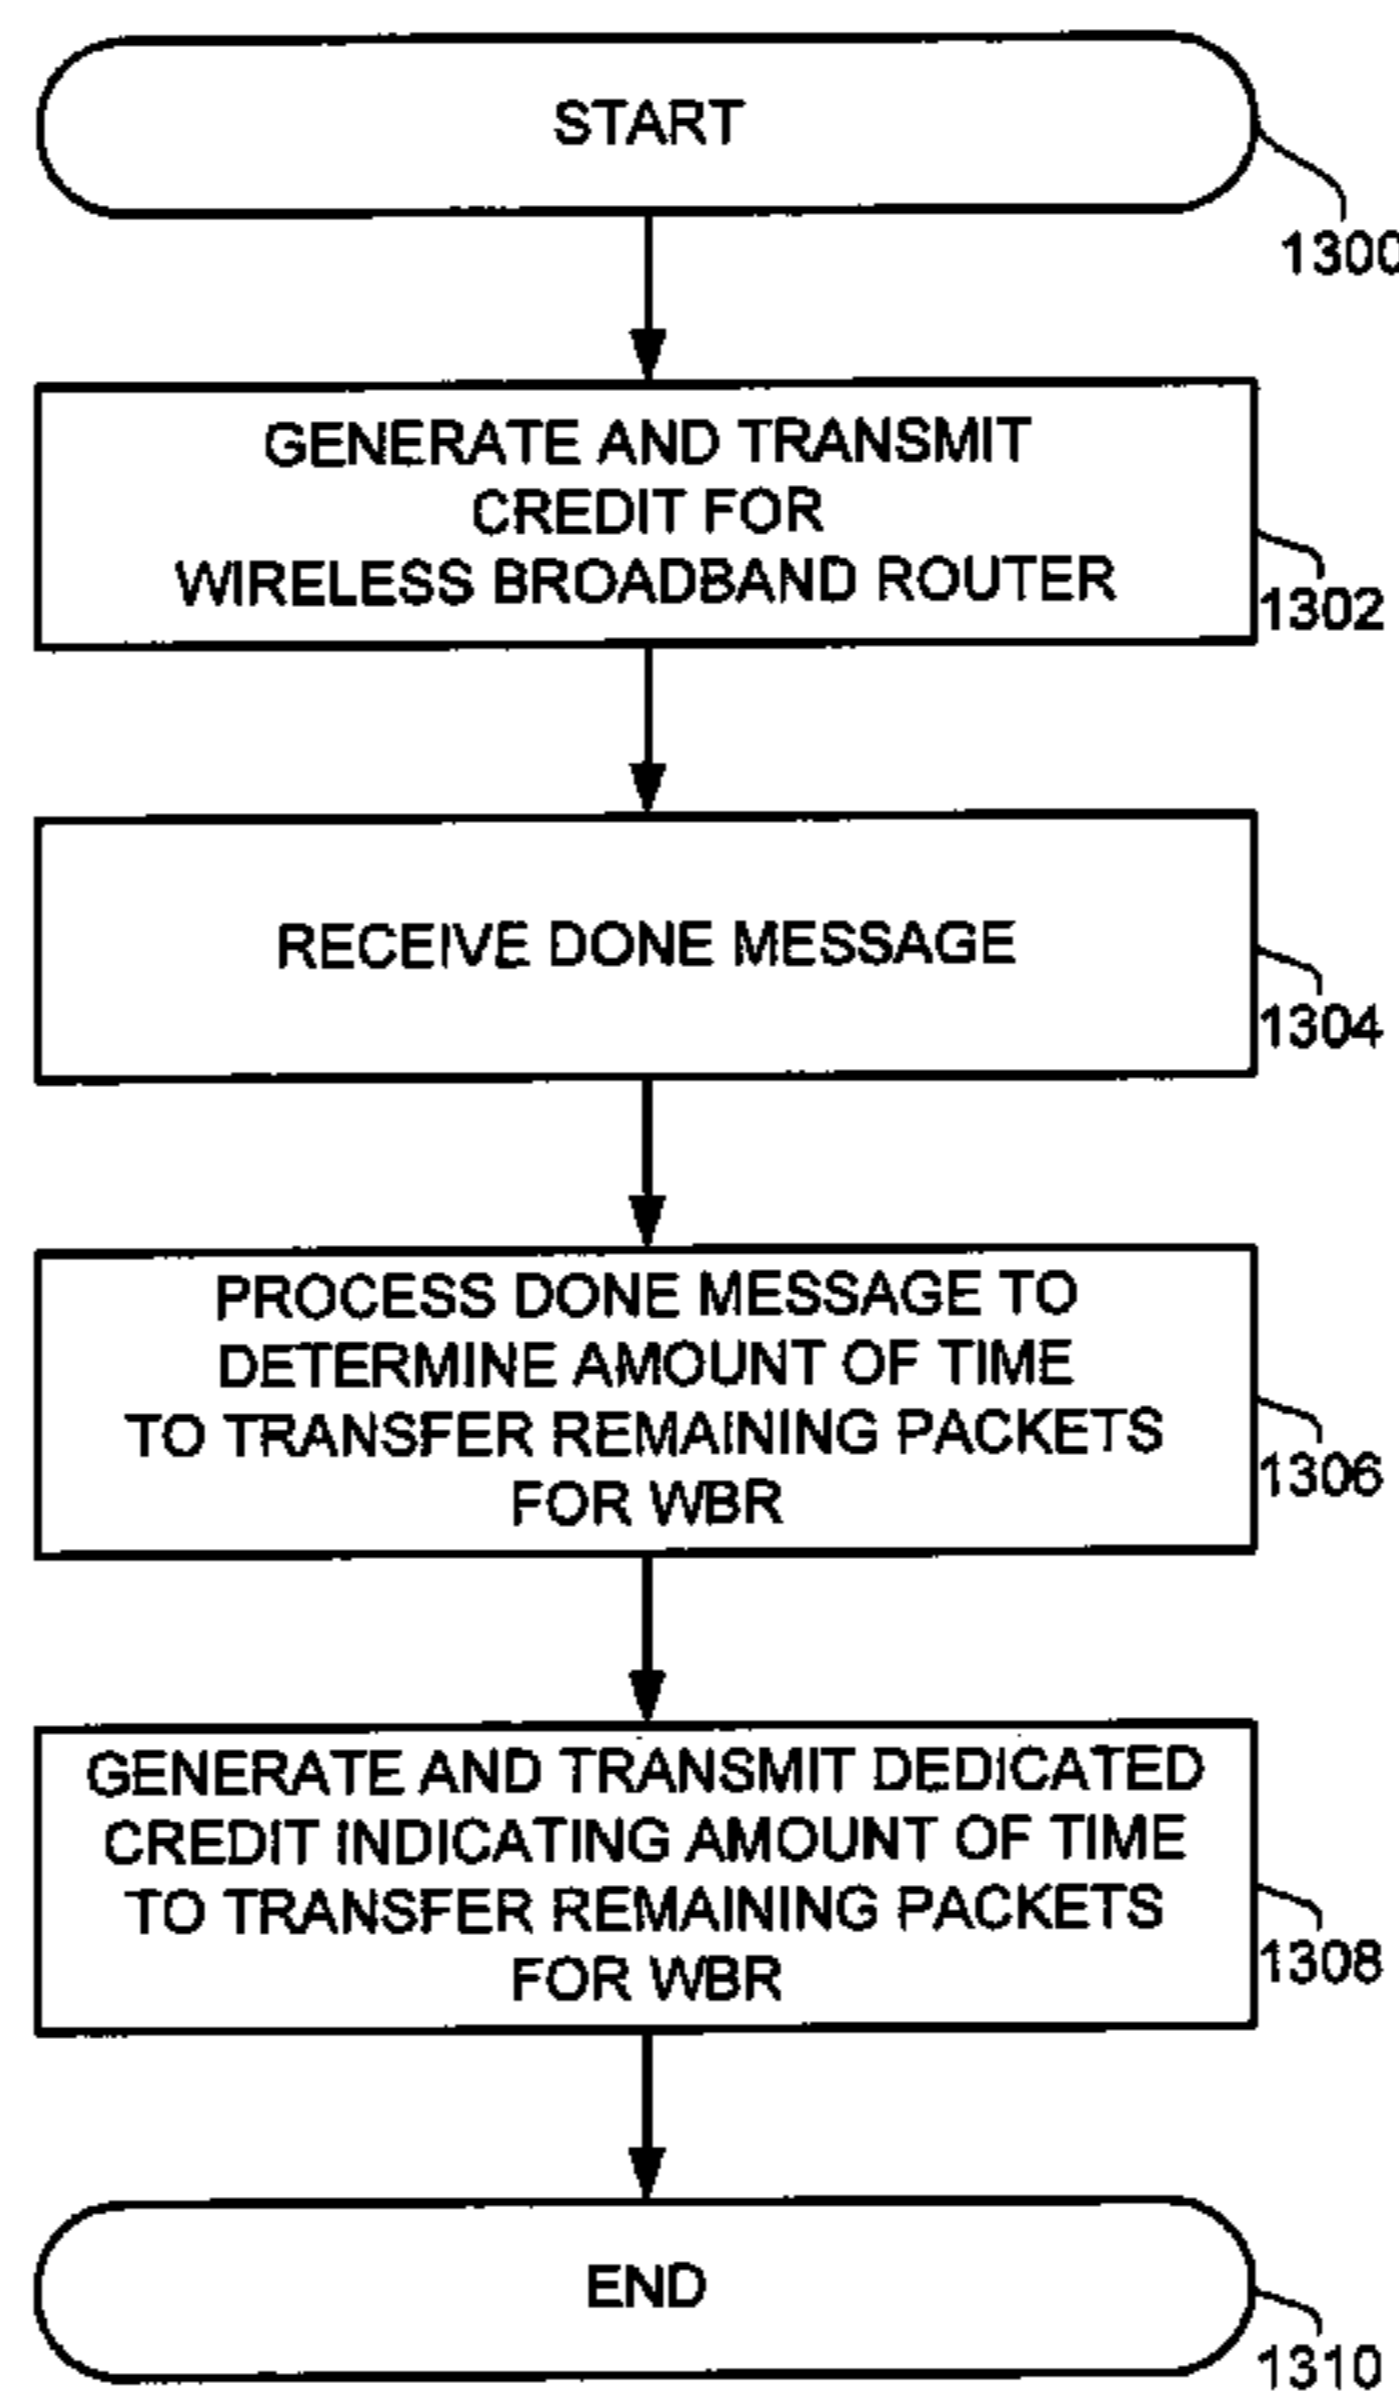 START
1300
GENERATE AND TRANSMIT
CREDIT FOR
WIRELESS BROADBAND ROUTER
1302
RECEIVE DONE MESSAGE
1304
PROCESS DONE MESSAGE TO
DETERMINE AMOUNT OF TIME
TO TRANSFER REMAINING PACKETS
FOR WBR
1306
GENERATE AND TRANSMIT DEDICATED
CREDIT INDICATING AMOUNT OF TIME
TO TRANSFER REMAINING PACKETS
FOR WBR
1308
END
1310